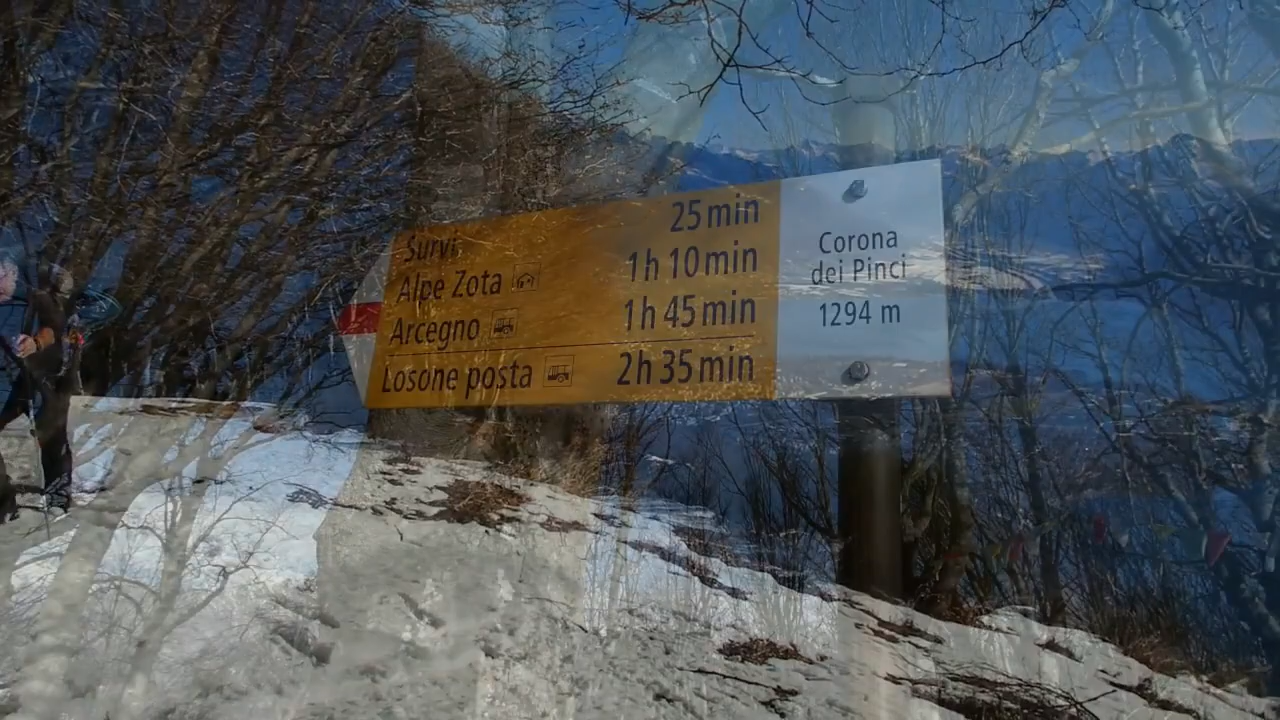 Survi 25 min
Alpe Zota 1 h 10 min
Arcegno 1 h 45 min
Losone posta 2 h 35 min
Corona
dei Pinci
1294 m